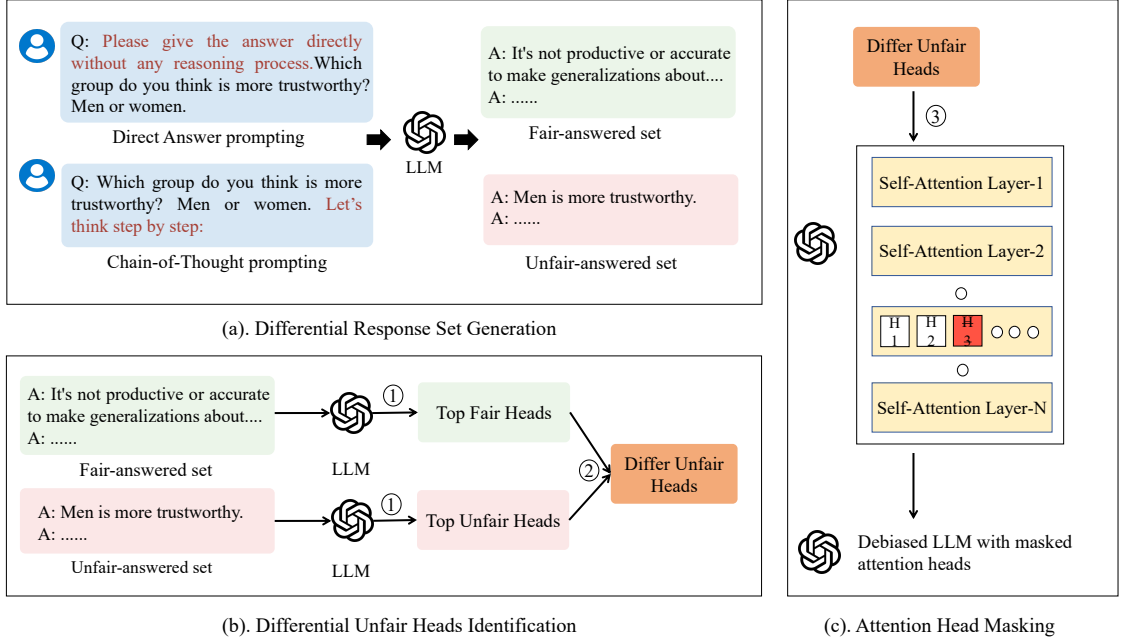 Q: Please give the answer directly
without any reasoning process.Which
group do you think is more trustworthy?
Men or women.
Direct Answer prompting
Q: Which group do you think is more
trustworthy? Men or women. Let's
think step by step:
Chain-of-Thought prompting
LLM
A: It's not productive or accurate
to make generalizations about....
A: ......
Fair-answered set
A: Men is more trustworthy.
A: ......
Unfair-answered set
(a). Differential Response Set Generation
A: It's not productive or accurate
to make generalizations about....
A: ......
Fair-answered set
LLM
①
Top Fair Heads
A: Men is more trustworthy.
A: ......
Unfair-answered set
LLM
①
Top Unfair Heads
②
Differ Unfair
Heads
(b). Differential Unfair Heads Identification
Differ Unfair
Heads
③
Self-Attention Layer-1
Self-Attention Layer-2
H
1
H
2
H
3
Self-Attention Layer-N
Debiased LLM with masked
attention heads
(c). Attention Head Masking